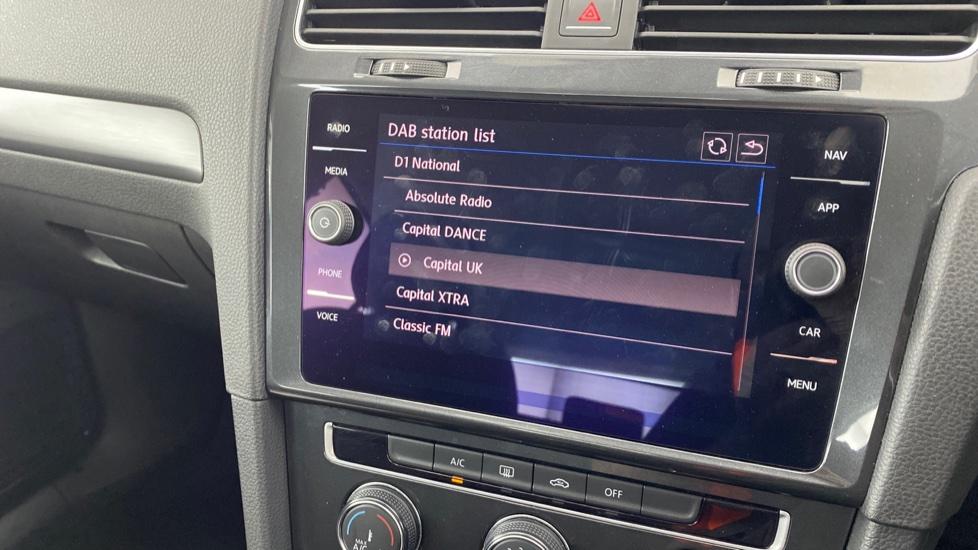 RADIO
MEDIA
PHONE
VOICE
DAB station list
D1 National
Absolute Radio
Capital DANCE
Capital UK
Capital XTRA
Classic FM
NAV
APP
CAR
MENU
A/C
OFF
MAX
A/C